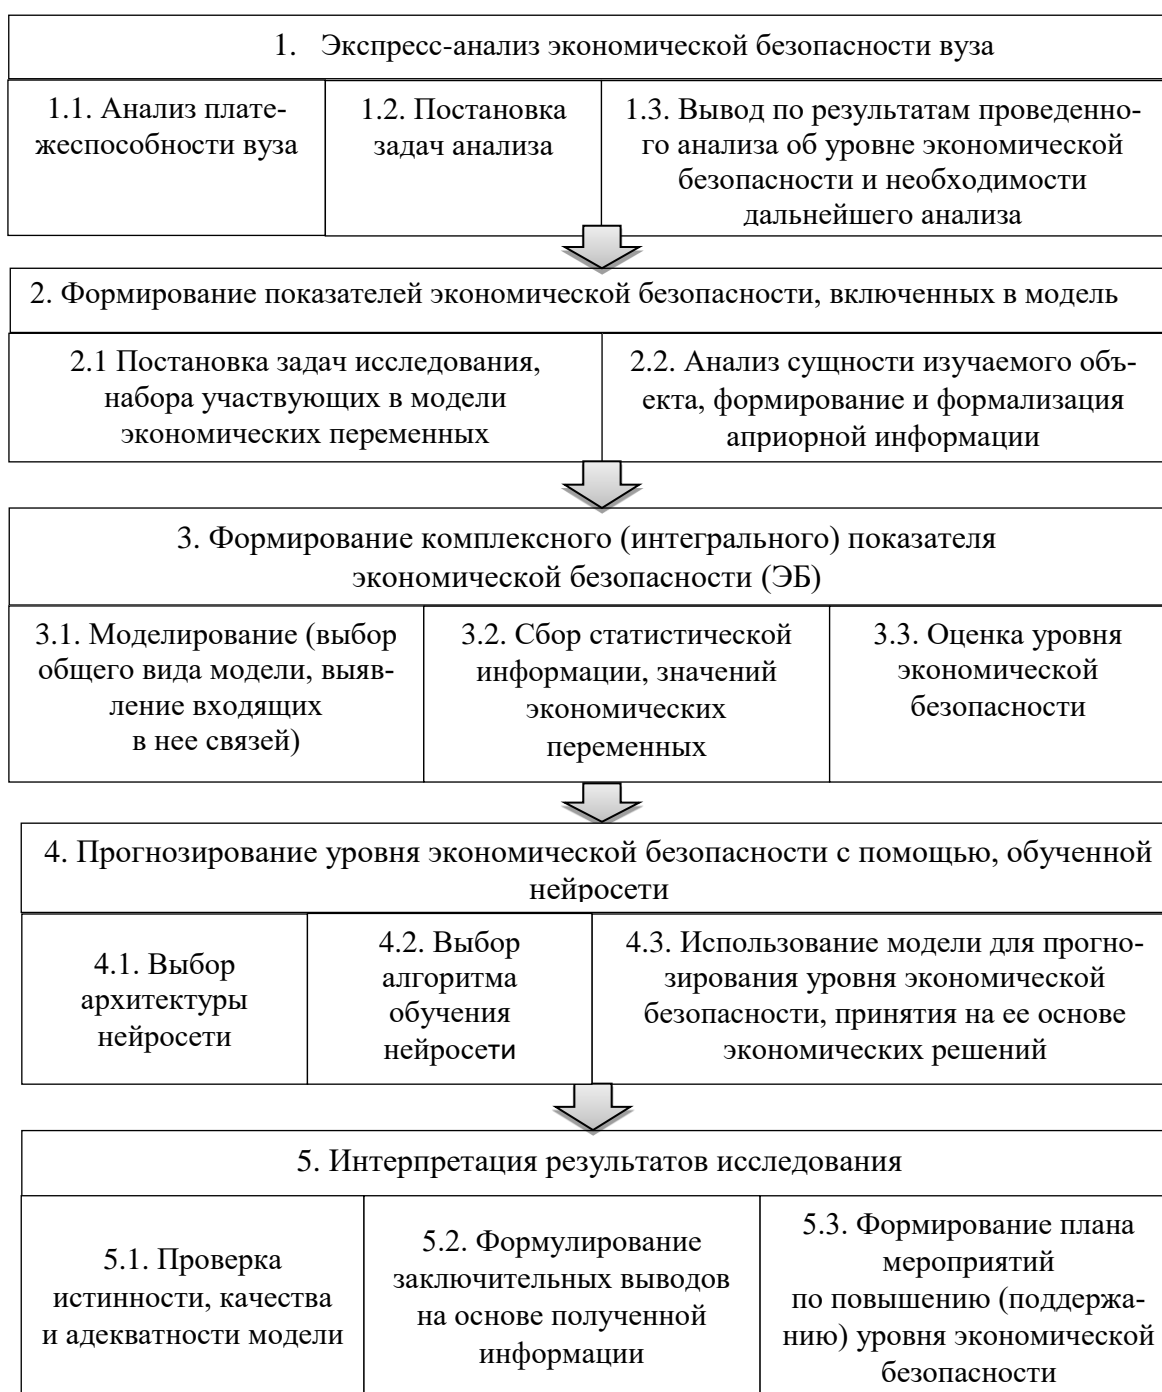 1. Экспресс-анализ экономической безопасности вуза
1.1. Анализ плате-
жеспособности вуза
1.2. Постановка
задач анализа
1.3. Вывод по результатам проведенно-
го анализа об уровне экономической
безопасности и необходимости
дальнейшего анализа
2. Формирование показателей экономической безопасности, включенных в модель
2.1 Постановка задач исследования,
набора участвующих в модели
экономических переменных
2.2. Анализ сущности изучаемого объ-
екта, формирование и формализация
априорной информации
3. Формирование комплексного (интегрального) показателя
экономической безопасности (ЭБ)
3.1. Моделирование (выбор
общего вида модели, выяв-
ление входящих
в нее связей)
3.2. Сбор статистической
информации, значений
экономических
переменных
3.3. Оценка уровня
экономической
безопасности
4. Прогнозирование уровня экономической безопасности с помощью, обученной
нейросети
4.1. Выбор
архитектуры
нейросети
4.2. Выбор
алгоритма
обучения
нейросети
4.3. Использование модели для прогно-
зирования уровня экономической
безопасности, принятия на ее основе
экономических решений
5. Интерпретация результатов исследования
5.1. Проверка
истинности, качества
и адекватности модели
5.2. Формулирование
заключительных выводов
на основе полученной
информации
5.3. Формирование плана
мероприятий
по повышению (поддержа-
нию) уровня экономической
безопасности